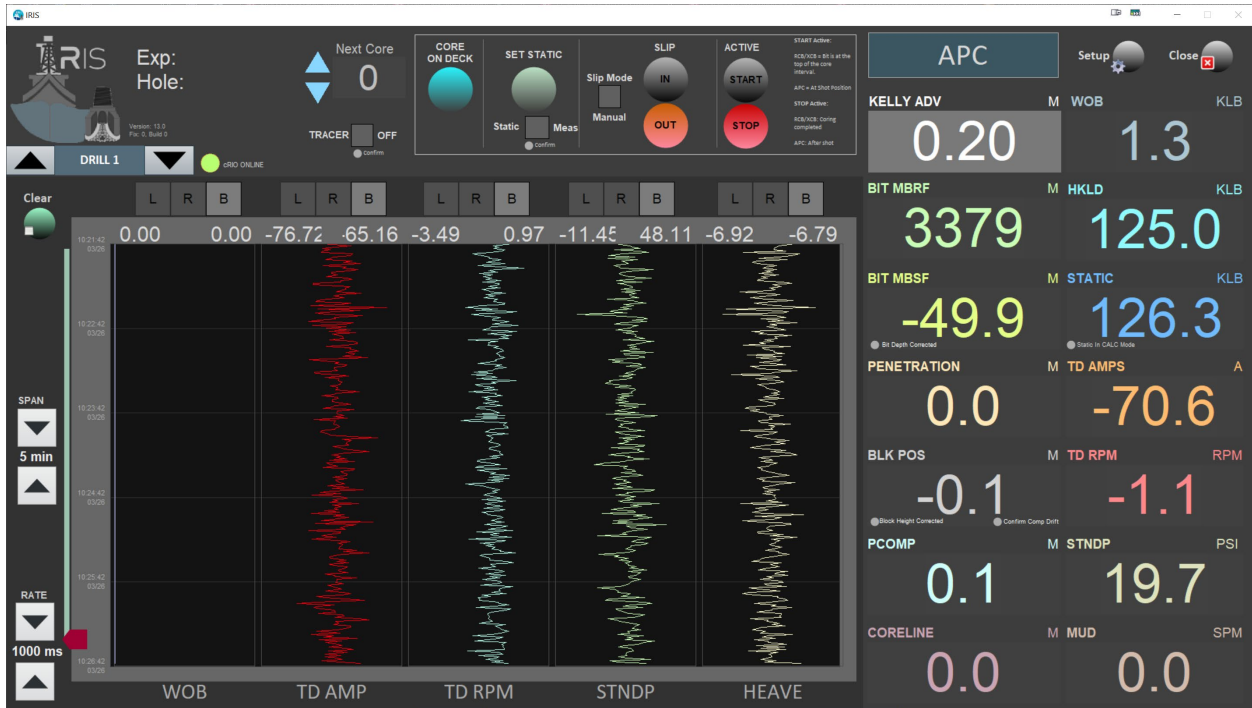 IRIS
IRIS
Exp:
Hole:
Version: 13.0
Fix: 0, Build 0
Next Core
0
TRACER OFF
Confirm
CORE
ON DECK
SET STATIC
Static Meas
Confirm
Slip Mode
Manual
SLIP
IN
OUT
ACTIVE
START
STOP
START Active:
RCB/XCB = Bit is at the
top of the core
interval.
APC = At Shot Position
STOP Active:
RCB/XCB: Coring
completed
APC: After shot
APC
Setup
Close
DRILL 1
cRIO ONLINE
Clear
L R B L R B L R B L R B L R B
0.00 0.00 -76.72 -65.16 -3.49 0.97 -11.45 48.11 -6.92 -6.79
10:21:42
03/26
10:22:42
03/26
10:23:42
03/26
10:24:42
03/26
10:25:42
03/26
10:26:42
03/26
SPAN
5 min
RATE
1000 ms
WOB TD AMP TD RPM STNDP HEAVE
KELLY ADV M WOB KLB
0.20 1.3
BIT MBRF M HKLD KLB
3379 125.0
BIT MBSF M STATIC KLB
-49.9 126.3
Bit Depth Corrected Static In CALC Mode
PENETRATION M TD AMPS A
0.0 -70.6
BLK POS M TD RPM RPM
-0.1 -1.1
Block Height Corrected Confirm Comp Drift
PCOMP M STNDP PSI
0.1 19.7
CORELINE M MUD SPM
0.0 0.0